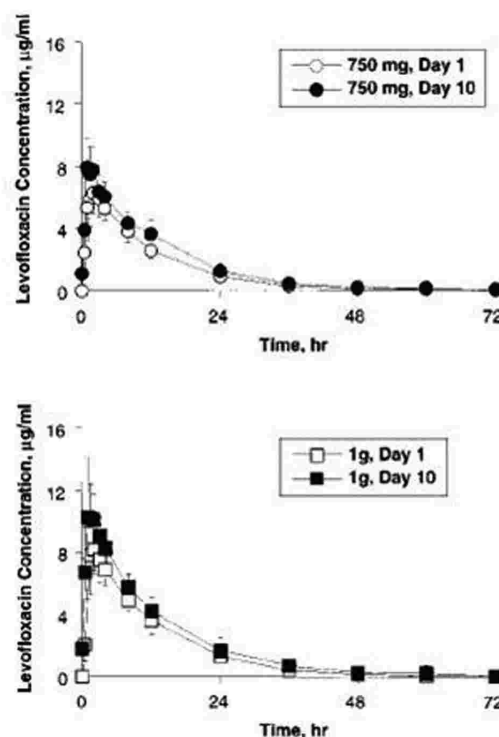 16
12
8
4
0
Levofloxacin Concentration, µg/ml
750 mg, Day 1
750 mg, Day 10
0
24
48
72
Time, hr
16
12
8
4
0
Levofloxacin Concentration, µg/ml
1g, Day 1
1g, Day 10
0
24
48
72
Time, hr